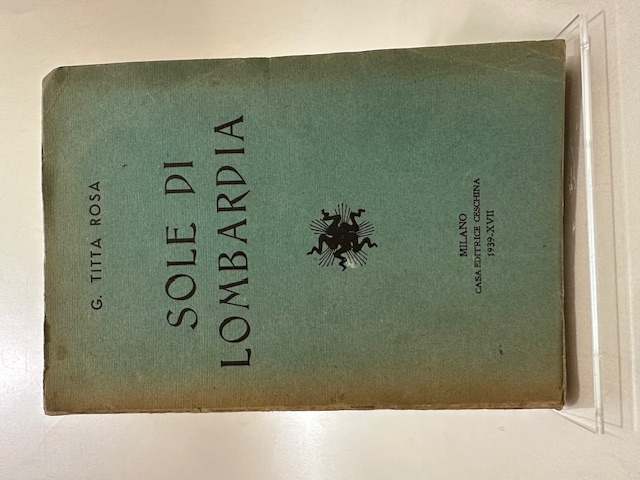 G. TITTA ROSA
SOLE DI
LOMBARDIA
MILANO
CASA EDITRICE CESCHINA
1939-XVII